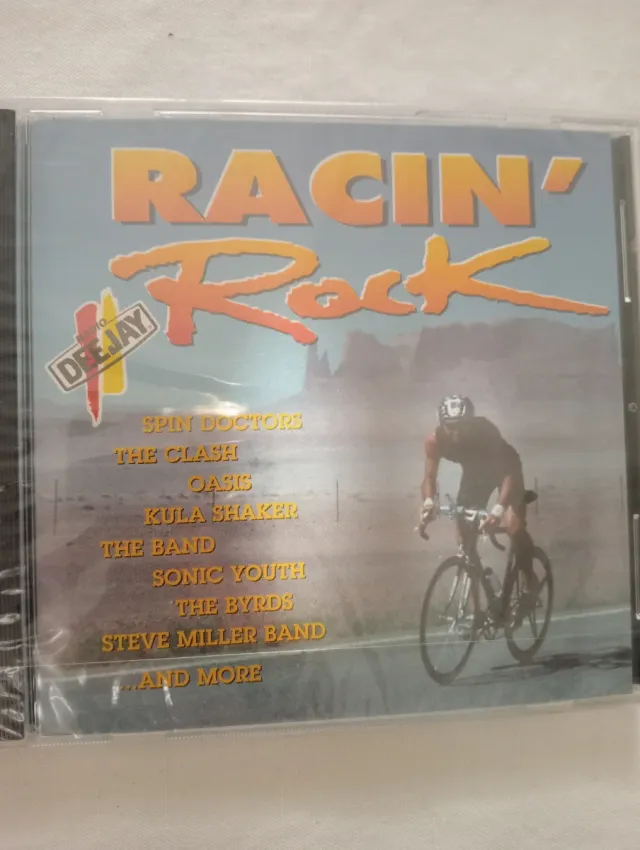 RACIN'
Rock
RADIO
DEEJAY
SPIN DOCTORS
THE CLASH
OASIS
KULA SHAKER
THE BAND
SONIC YOUTH
THE BYRDS
STEVE MILLER BAND
...AND MORE